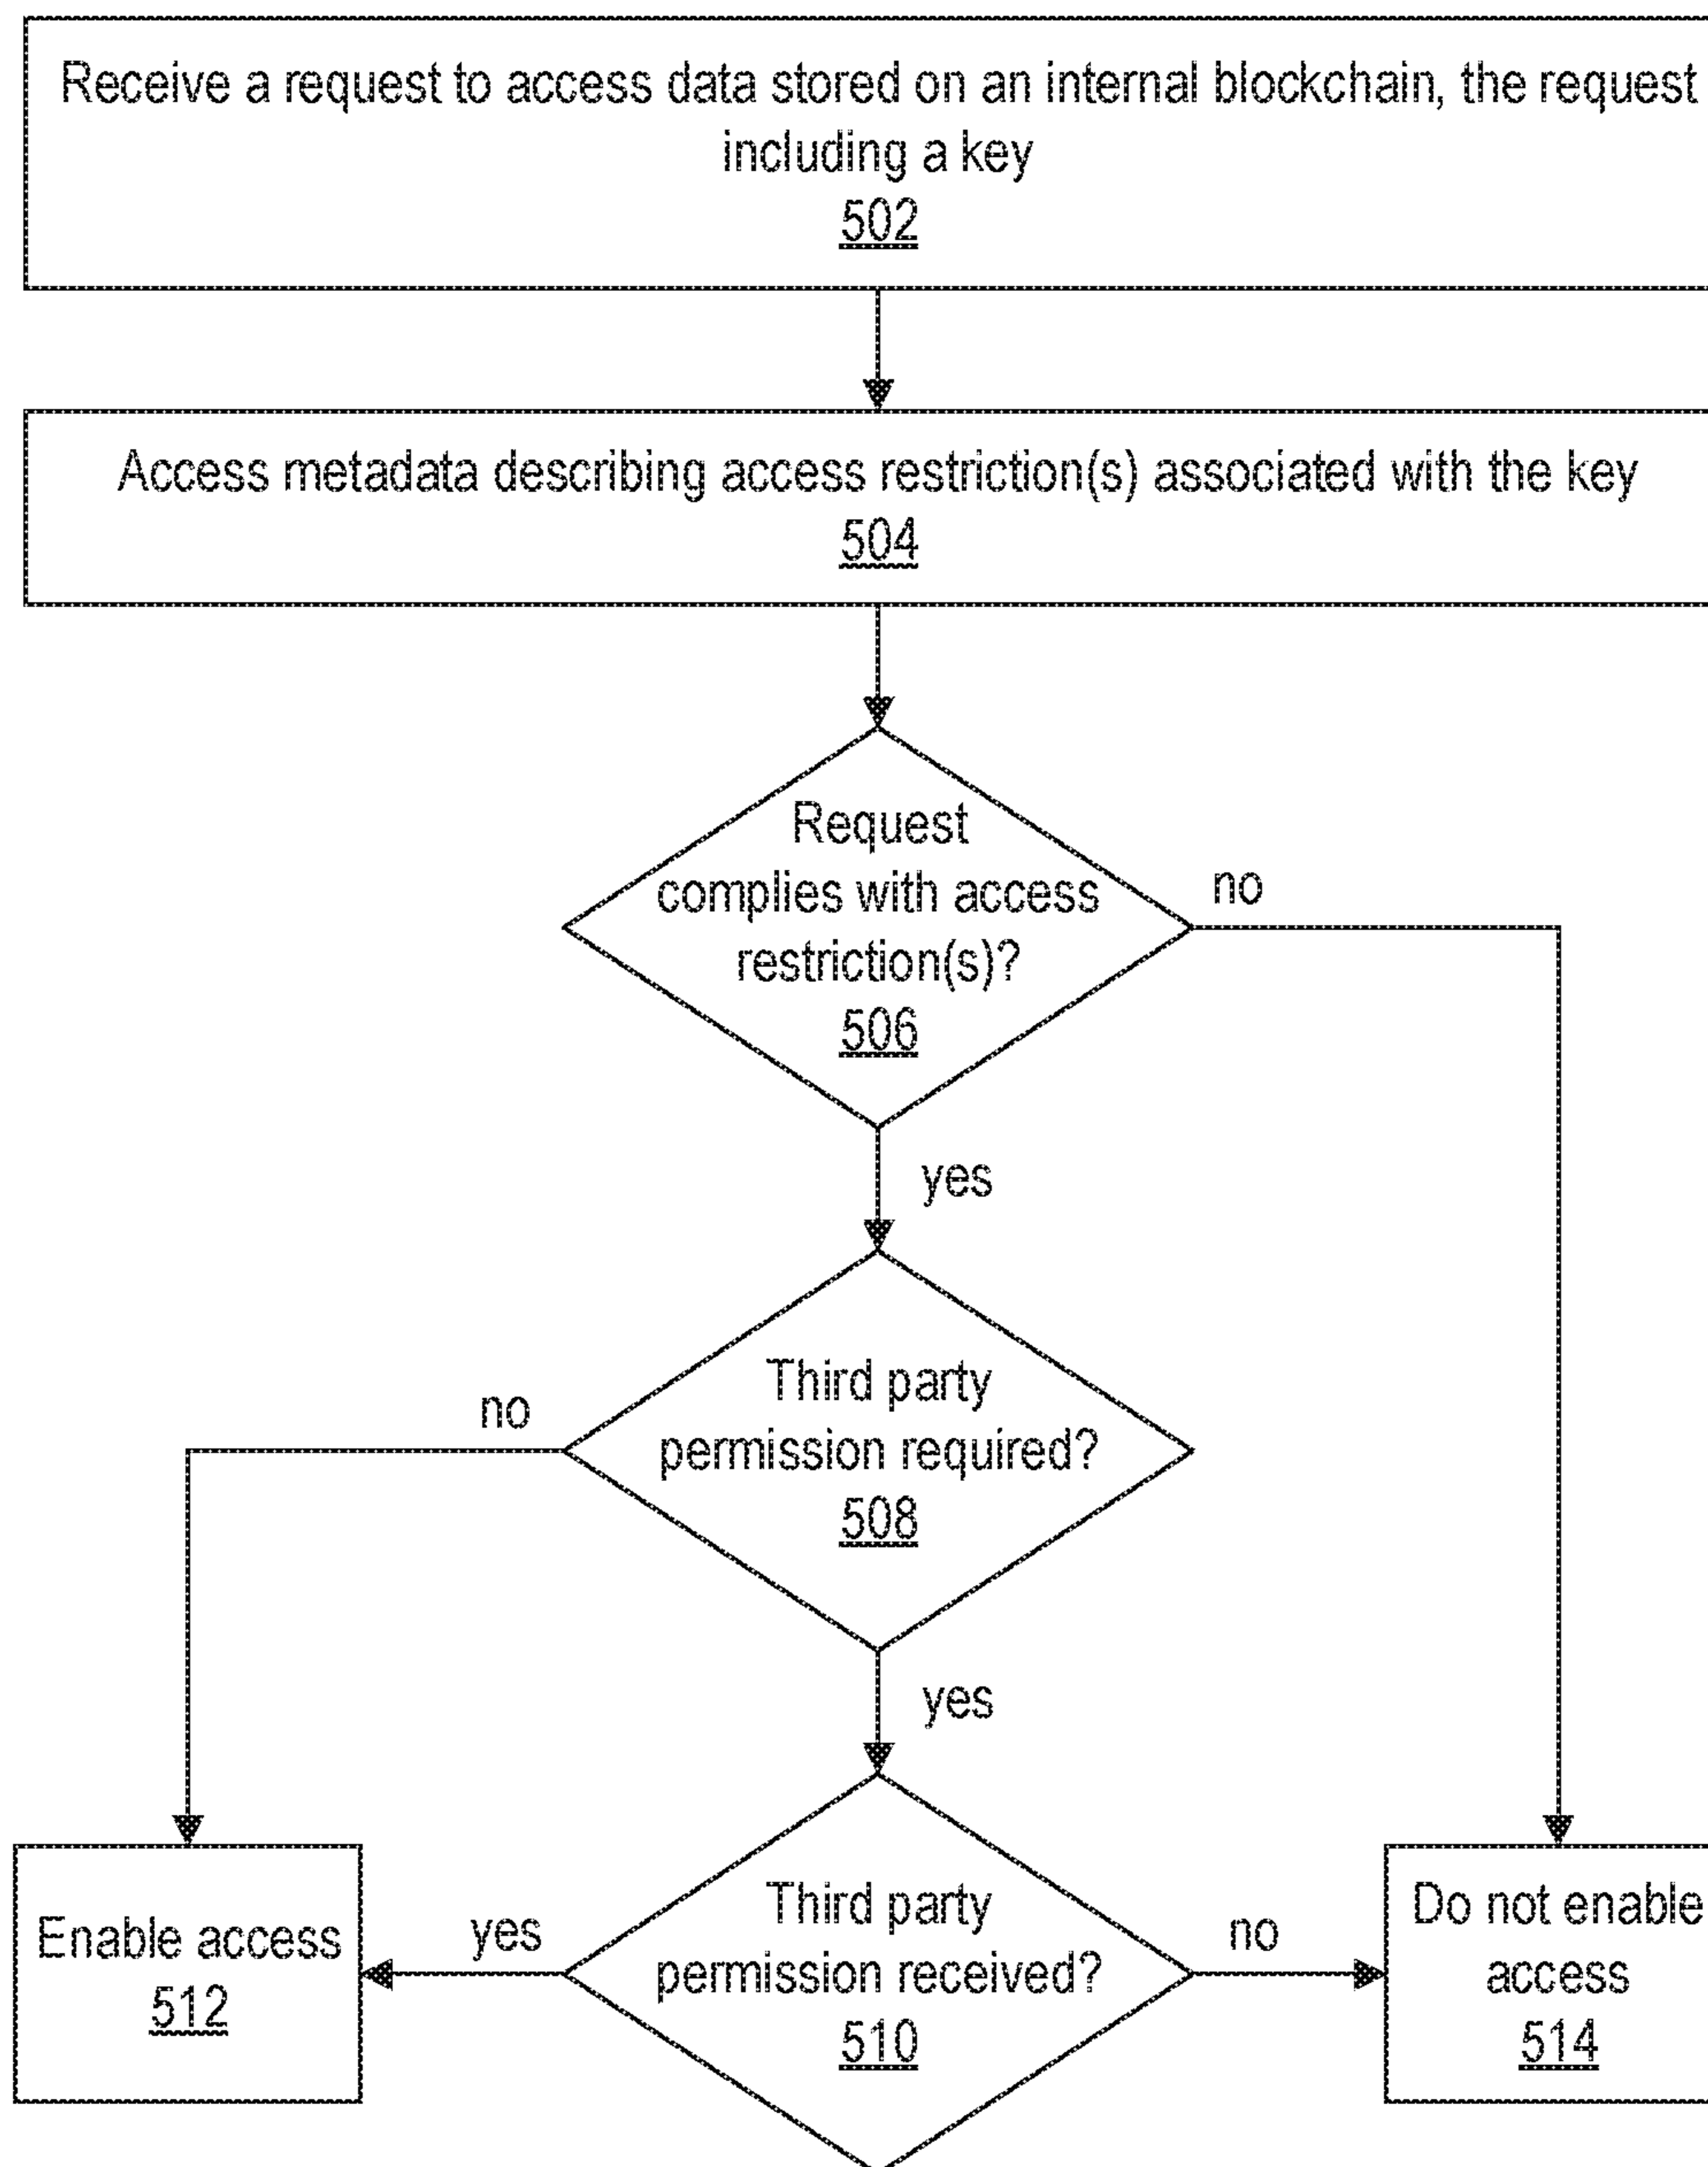 Receive a request to access data stored on an internal blockchain, the request
including a key
502
Access metadata describing access restriction(s) associated with the key
504
Request
complies with access
restriction(s)?
506
no
yes
Third party
permission required?
508
no
yes
Third party
permission received?
510
yes
no
Enable access
512
Do not enable
access
514